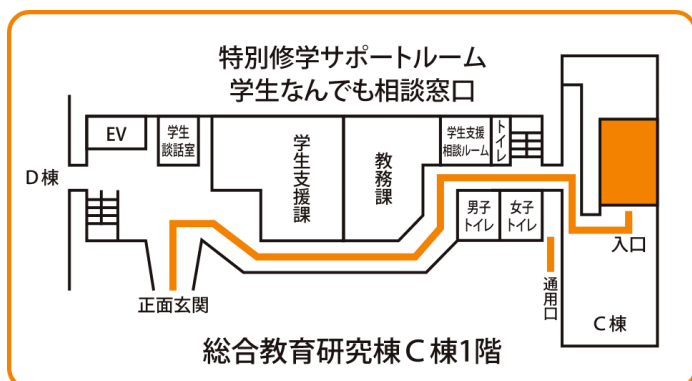 特別修学サポートルーム
学生なんでも相談窓口
EV
学生
談話室
学生支援課
教務課
学生支援
相談ルーム
トイレ
D棟
男子
トイレ
女子
トイレ
入口
正面玄関
通用口
C棟
総合教育研究棟C棟1階